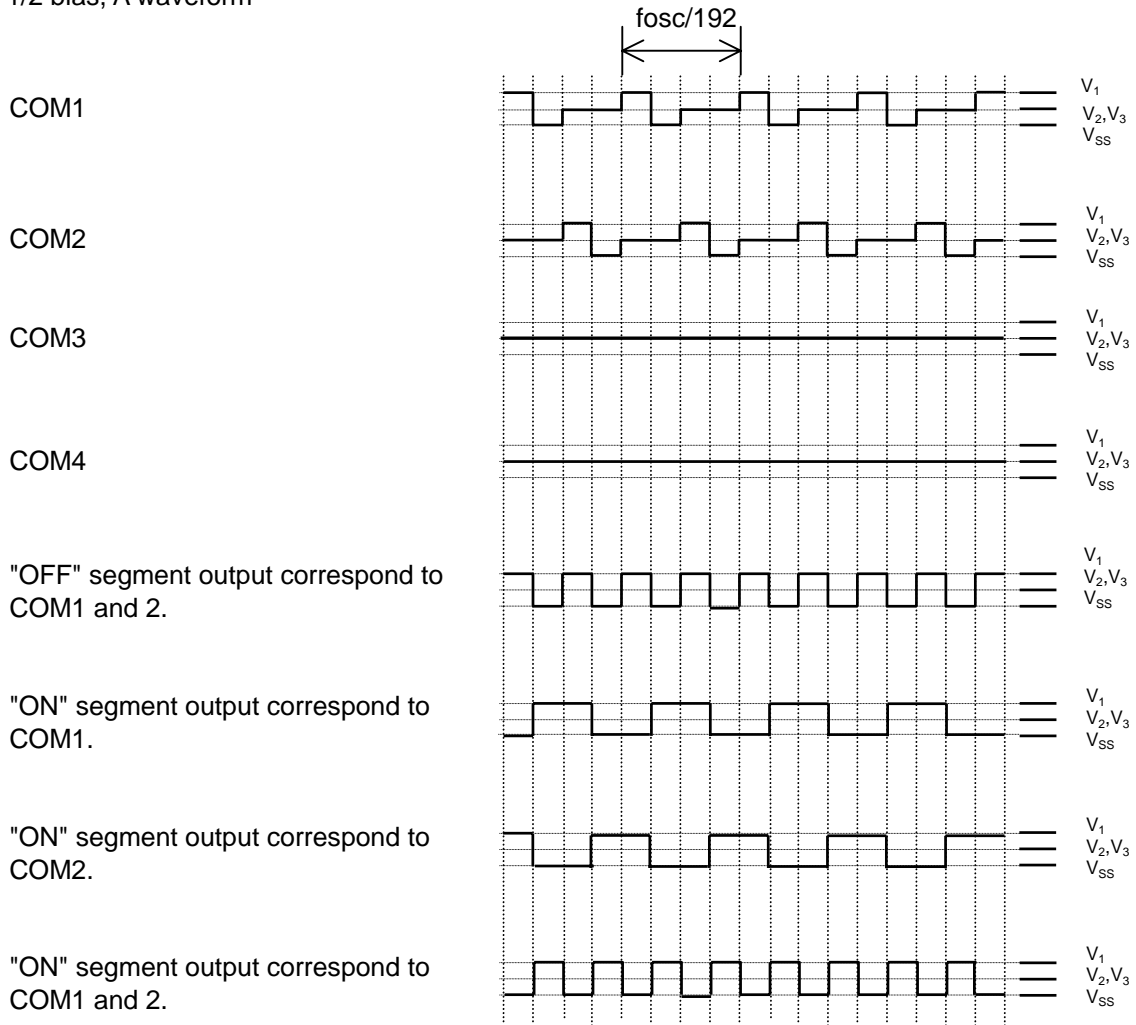 1/2 bias, A waveform
fosc/192
COM1
V1
V2,V3
VSS
COM2
V1
V2,V3
VSS
COM3
V1
V2,V3
VSS
COM4
V1
V2,V3
VSS
"OFF" segment output correspond to
COM1 and 2.
V1
V2,V3
VSS
"ON" segment output correspond to
COM1.
V1
V2,V3
VSS
"ON" segment output correspond to
COM2.
V1
V2,V3
VSS
"ON" segment output correspond to
COM1 and 2.
V1
V2,V3
VSS